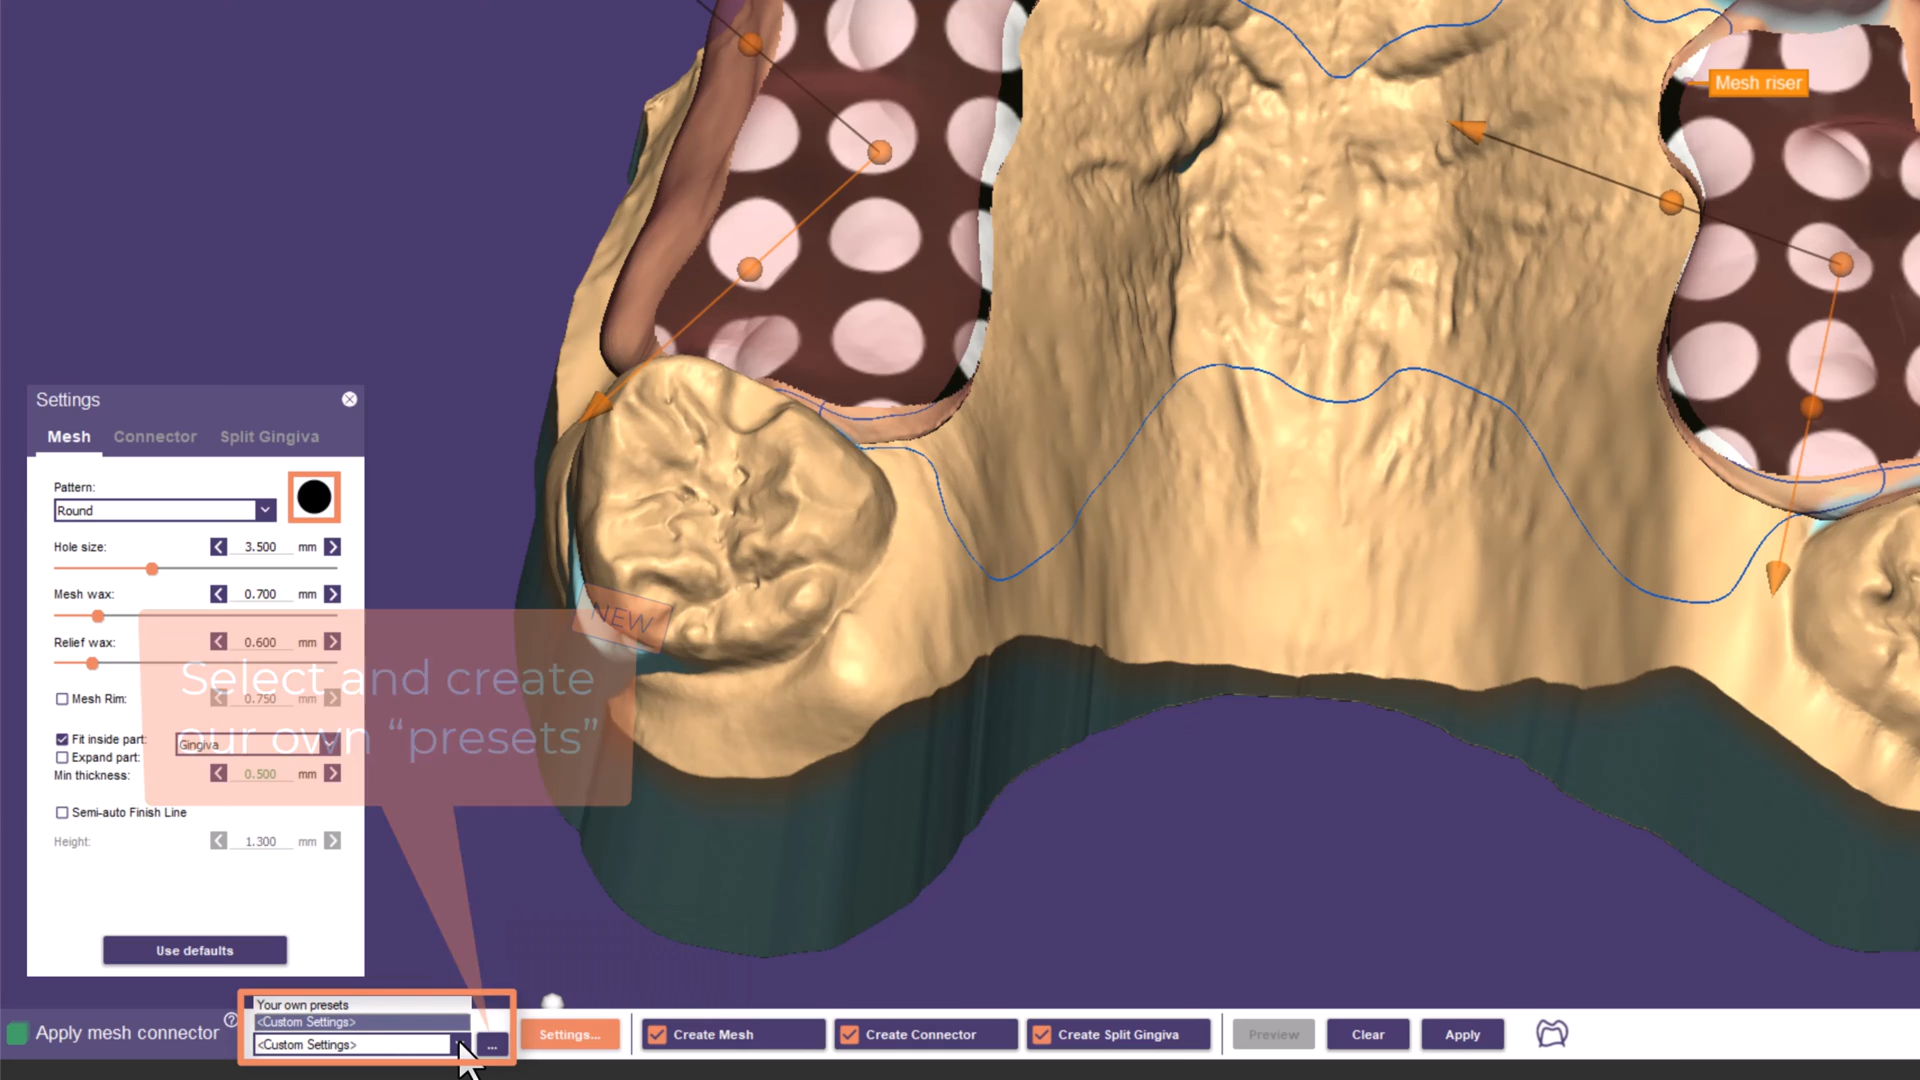 Mesh riser
Settings
Mesh Connector Split Gingiva
Pattern:
Round
Hole size: 3.500 mm
Mesh wax: 0.700 mm
Relief wax: 0.600 mm
Mesh Rim: 0.750 mm
Fit inside part: Gingiva
Expand part:
Min thickness: 0.500 mm
Semi-auto Finish Line
Height: 1.300 mm
Use defaults
NEW
Select and create
our own “presets”
Your own presets
<Custom Settings>
<Custom Settings>
...
Apply mesh connector
?
Settings...
Create Mesh
Create Connector
Create Split Gingiva
Preview
Clear
Apply